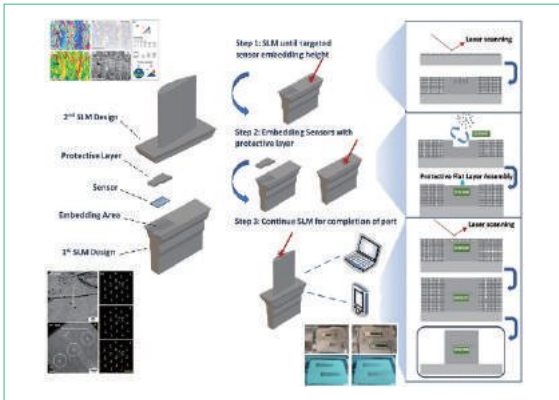 Step 1: SLM until targeted
sensor embedding height
Laser scanning
2nd SLM Design
Protective Layer
Sensor
Embedding Area
1st SLM Design
Step 2: Embedding Sensors with
protective layer
Protective Flat Layer Assembly
Step 3: Continue SLM for completion of part
Laser scanning